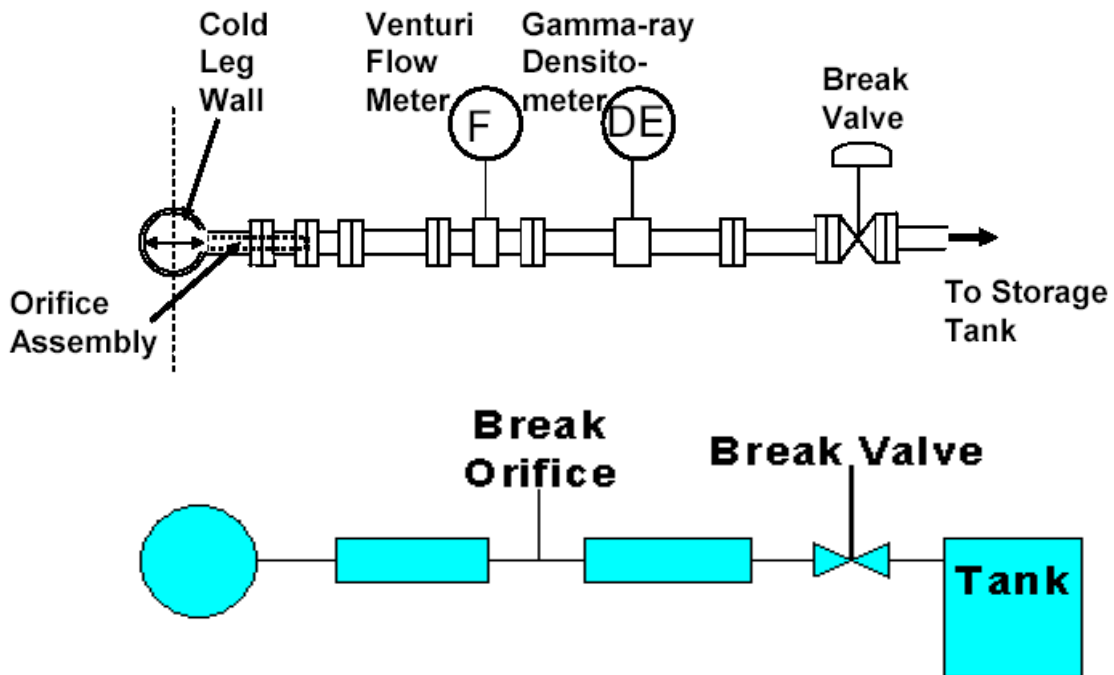 Cold
Leg
Wall
Venturi
Flow
Meter
Gamma-ray
Densito-
meter
Break
Valve
F
DE
Orifice
Assembly
To Storage
Tank
Break
Orifice
Break Valve
Tank